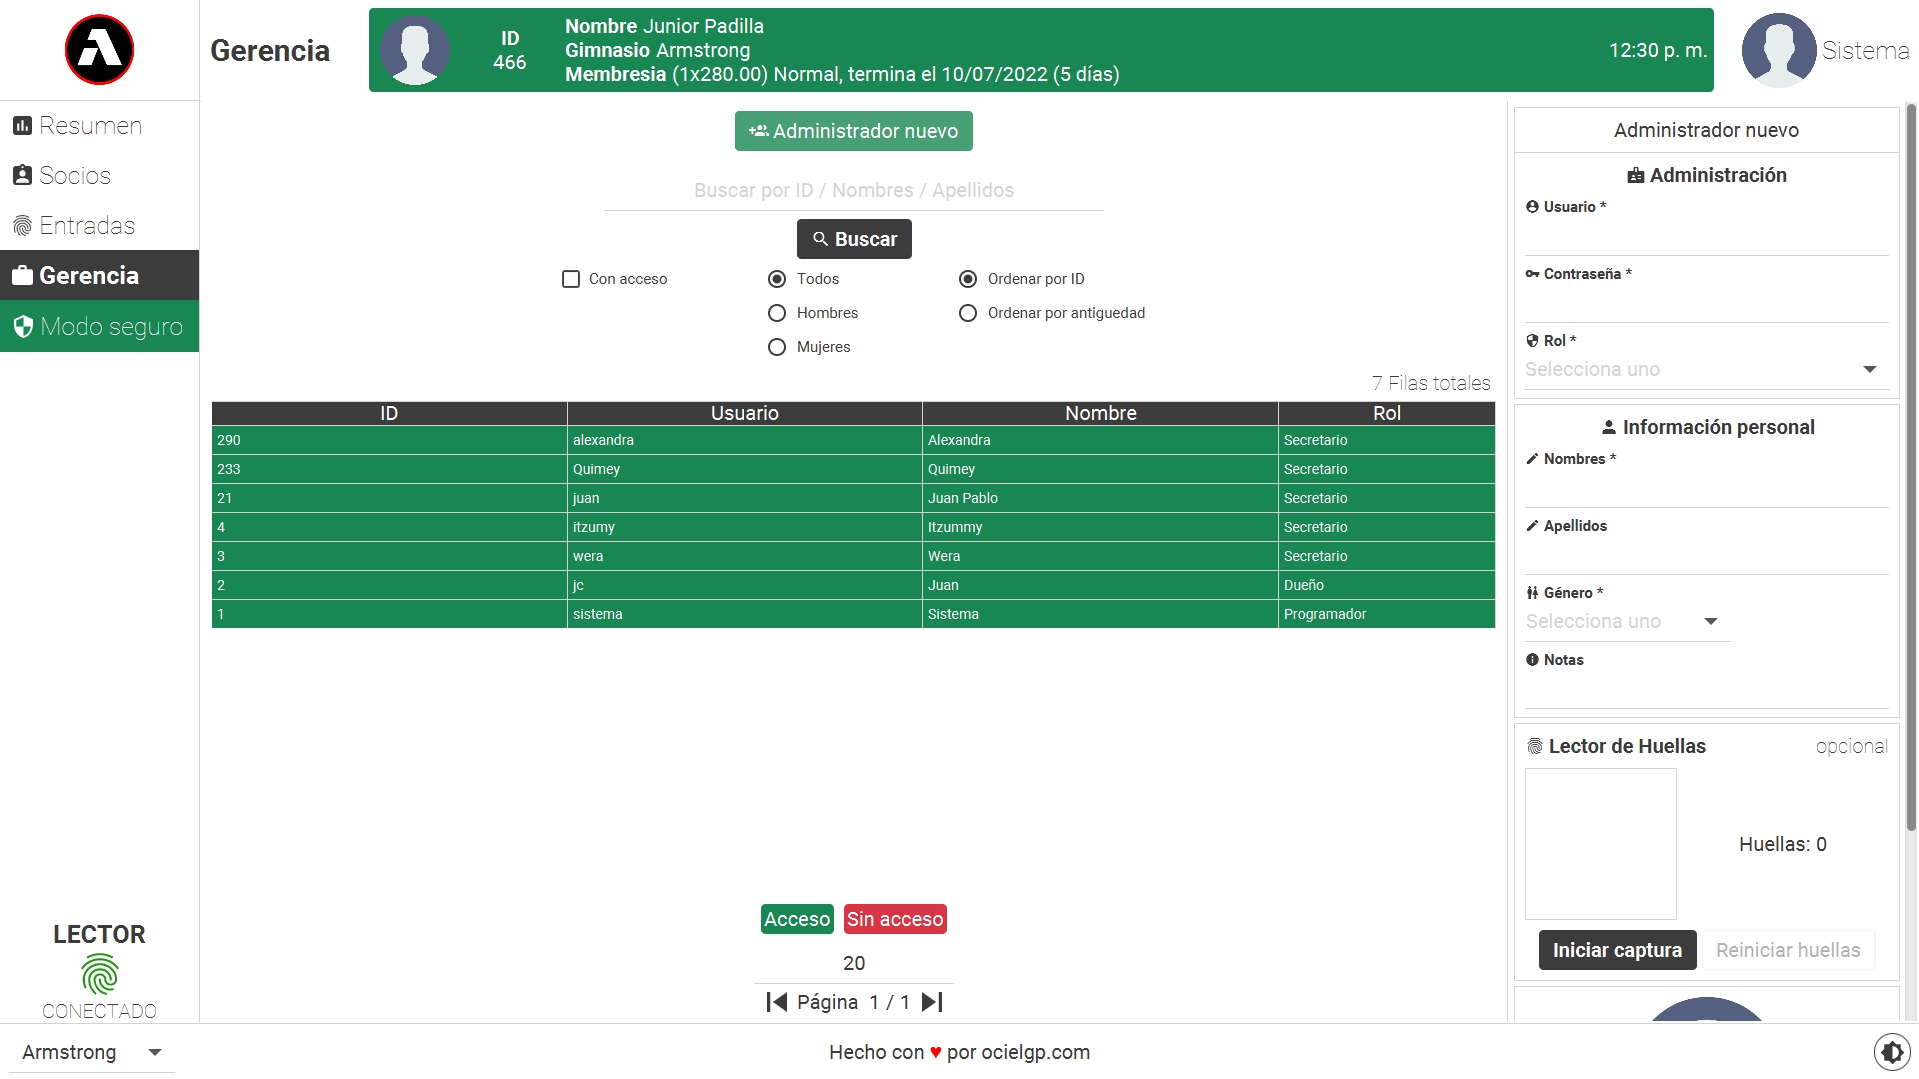 Gerencia
ID
466
Nombre Junior Padilla
Gimnasio Armstrong
Membresia (1x280.00) Normal, termina el 10/07/2022 (5 días)
12:30 p. m.
Sistema
Resumen
Socios
Entradas
Gerencia
Modo seguro
LECTOR
CONECTADO
Administrador nuevo
Buscar por ID / Nombres / Apellidos
Buscar
Con acceso
Todos
Hombres
Mujeres
Ordenar por ID
Ordenar por antiguedad
7 Filas totales
ID Usuario Nombre Rol
290 alexandra Alexandra Secretario
233 Quimey Quimey Secretario
21 juan Juan Pablo Secretario
4 itzumy Itzummy Secretario
3 wera Wera Secretario
2 jc Juan Dueño
1 sistema Sistema Programador
Acceso Sin acceso
20
Página 1 / 1
Administrador nuevo
Administración
Usuario *
Contraseña *
Rol *
Selecciona uno
Información personal
Nombres *
Apellidos
Género *
Selecciona uno
Notas
Lector de Huellas opcional
Huellas: 0
Iniciar captura Reiniciar huellas
Armstrong
Hecho con ♥ por ocielgp.com